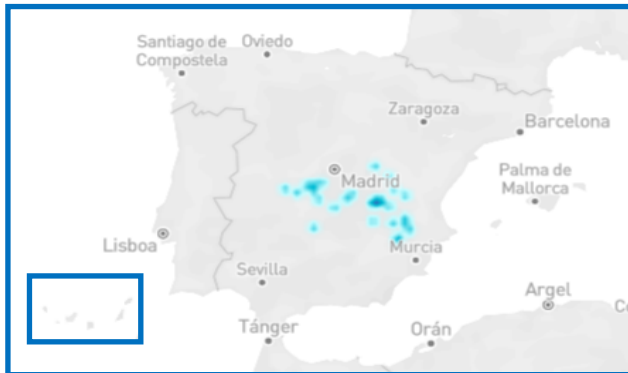 Santiago de
Compostela
Oviedo
Zaragoza
Barcelona
Madrid
Palma de
Mallorca
Lisboa
Murcia
Sevilla
Argel
Tánger
Orán